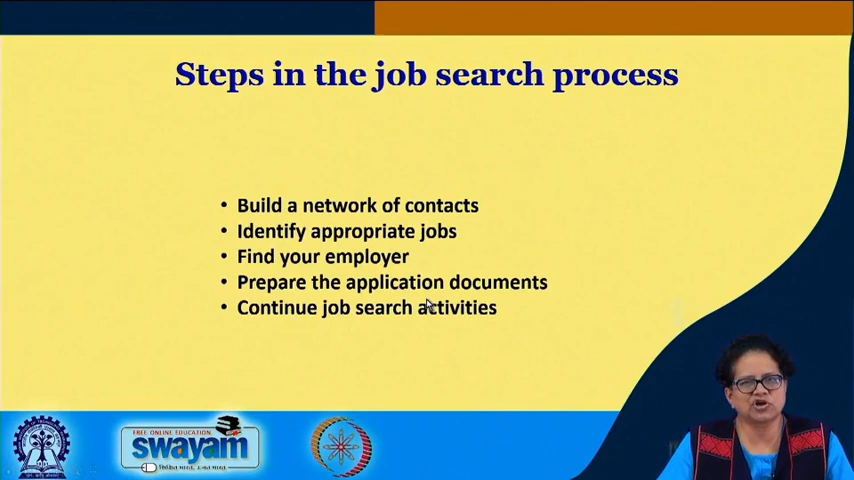 Steps in the job search process
• Build a network of contacts
• Identify appropriate jobs
• Find your employer
• Prepare the application documents
• Continue job search activities
FREE ONLINE EDUCATION
swayam